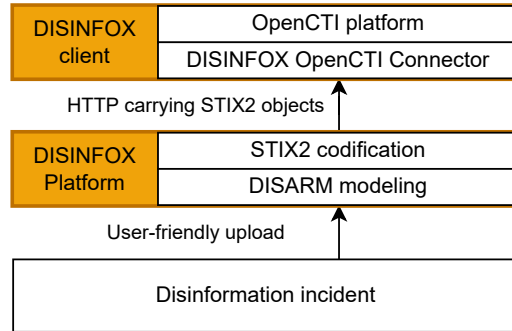 DISINFOX
client
OpenCTI platform
DISINFOX OpenCTI Connector
HTTP carrying STIX2 objects
DISINFOX
Platform
STIX2 codification
DISARM modeling
User-friendly upload
Disinformation incident